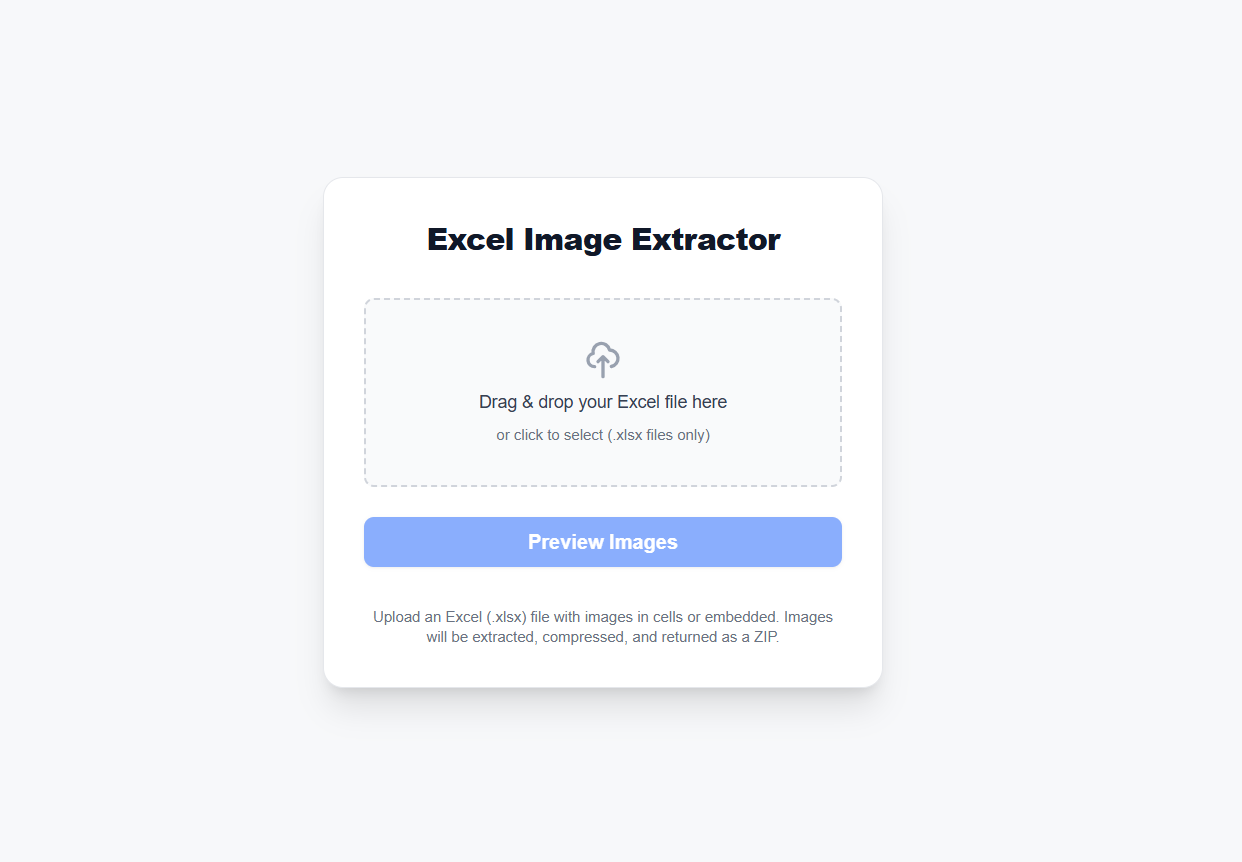 Excel Image Extractor
Drag & drop your Excel file here
or click to select (.xlsx files only)
Preview Images
Upload an Excel (.xlsx) file with images in cells or embedded. Images
will be extracted, compressed, and returned as a ZIP.